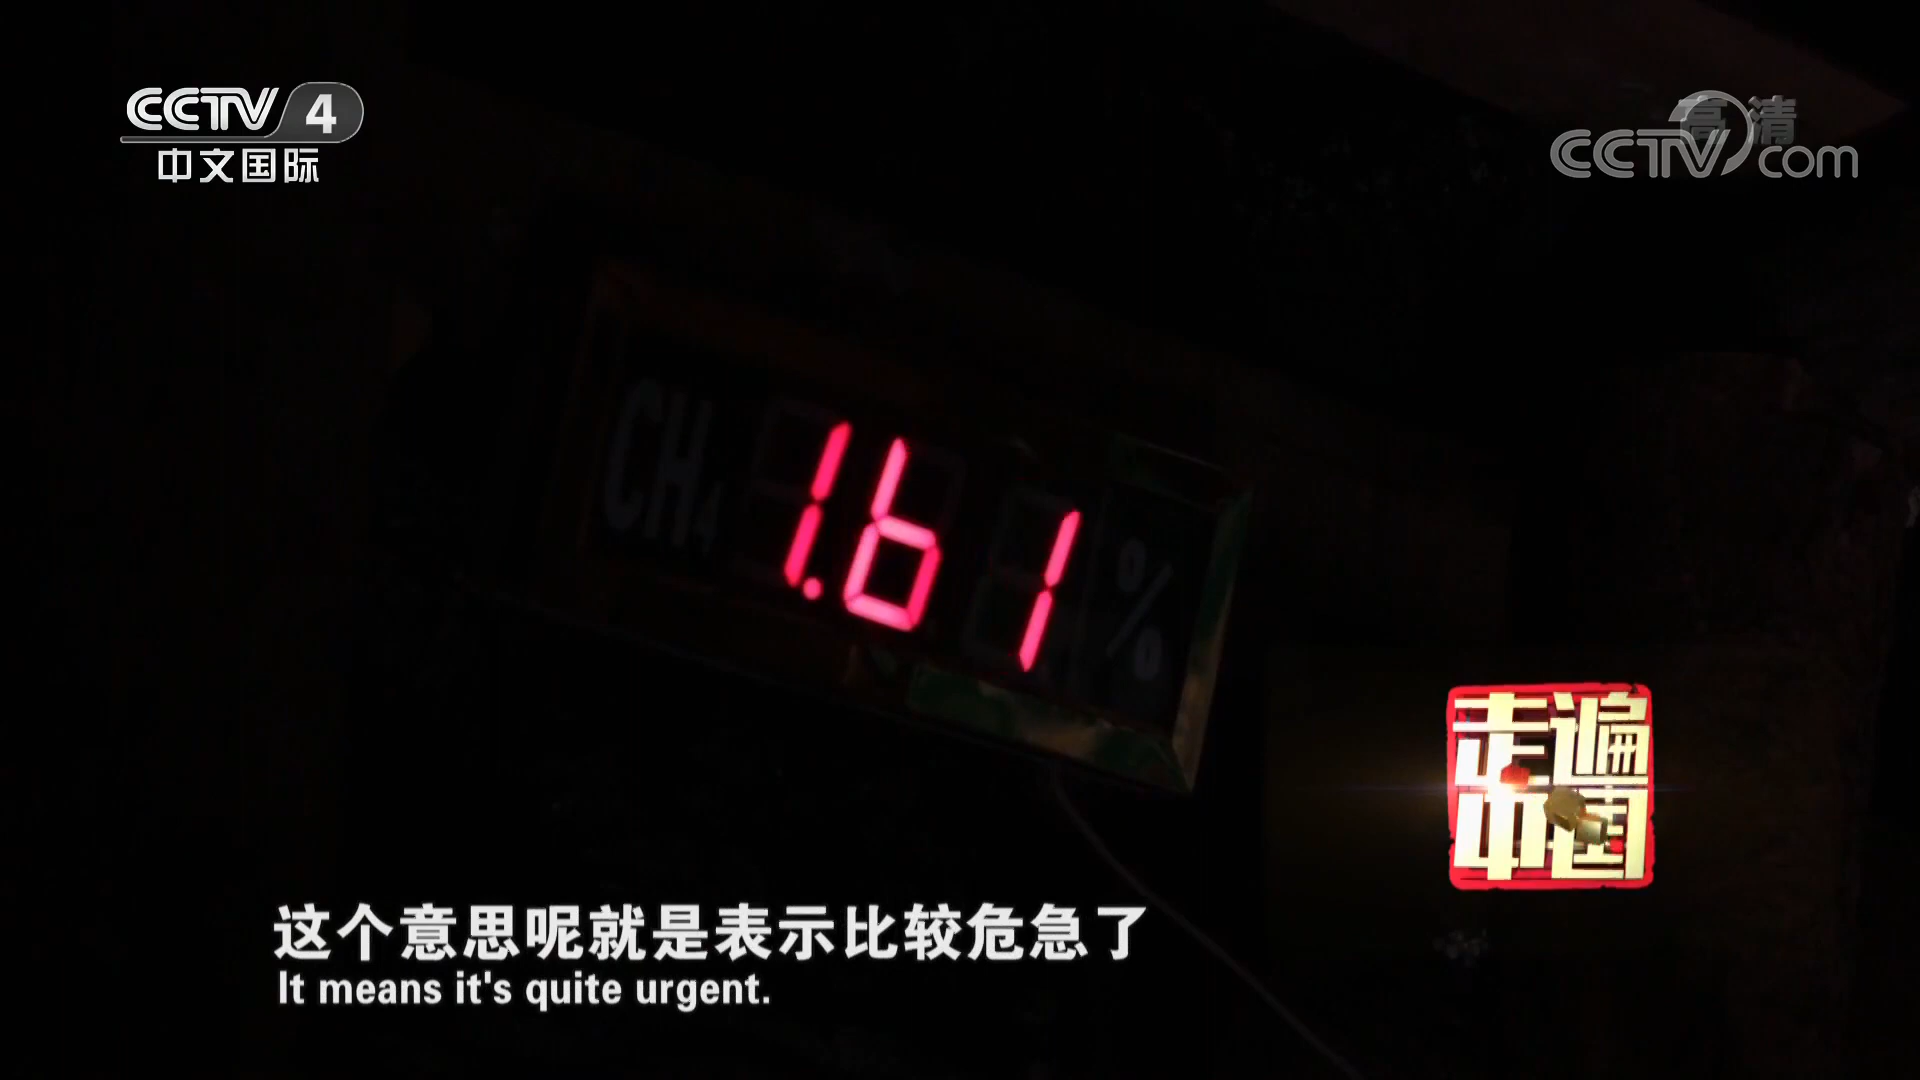 CCTV 4
中文国际
高清
CCTV.com
CH4 1.61 %
走遍
中国
这个意思呢就是表示比较危急了
It means it's quite urgent.